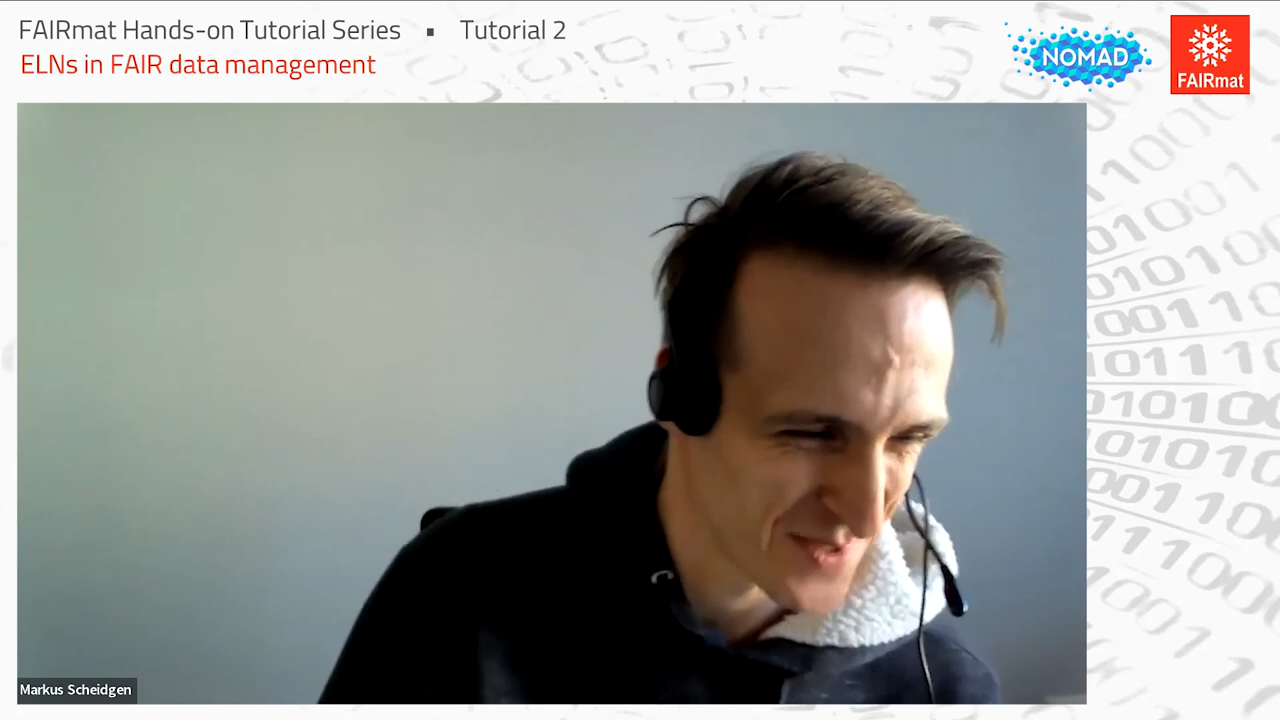 FAIRmat Hands-on Tutorial Series ▪ Tutorial 2
ELNs in FAIR data management
NOMAD
FAIRmat
Markus Scheidgen